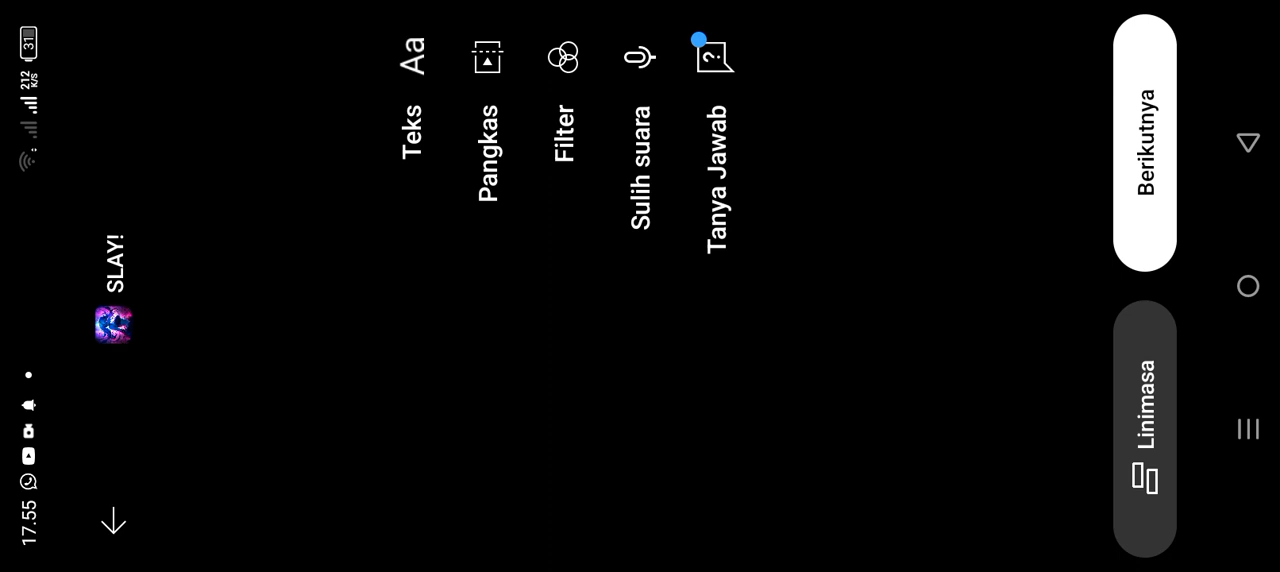 17.55
212
K/S
31
SLAY!
Aa
Teks
Pangkas
Filter
Sulih suara
?
Tanya Jawab
Linimasa
Berikutnya